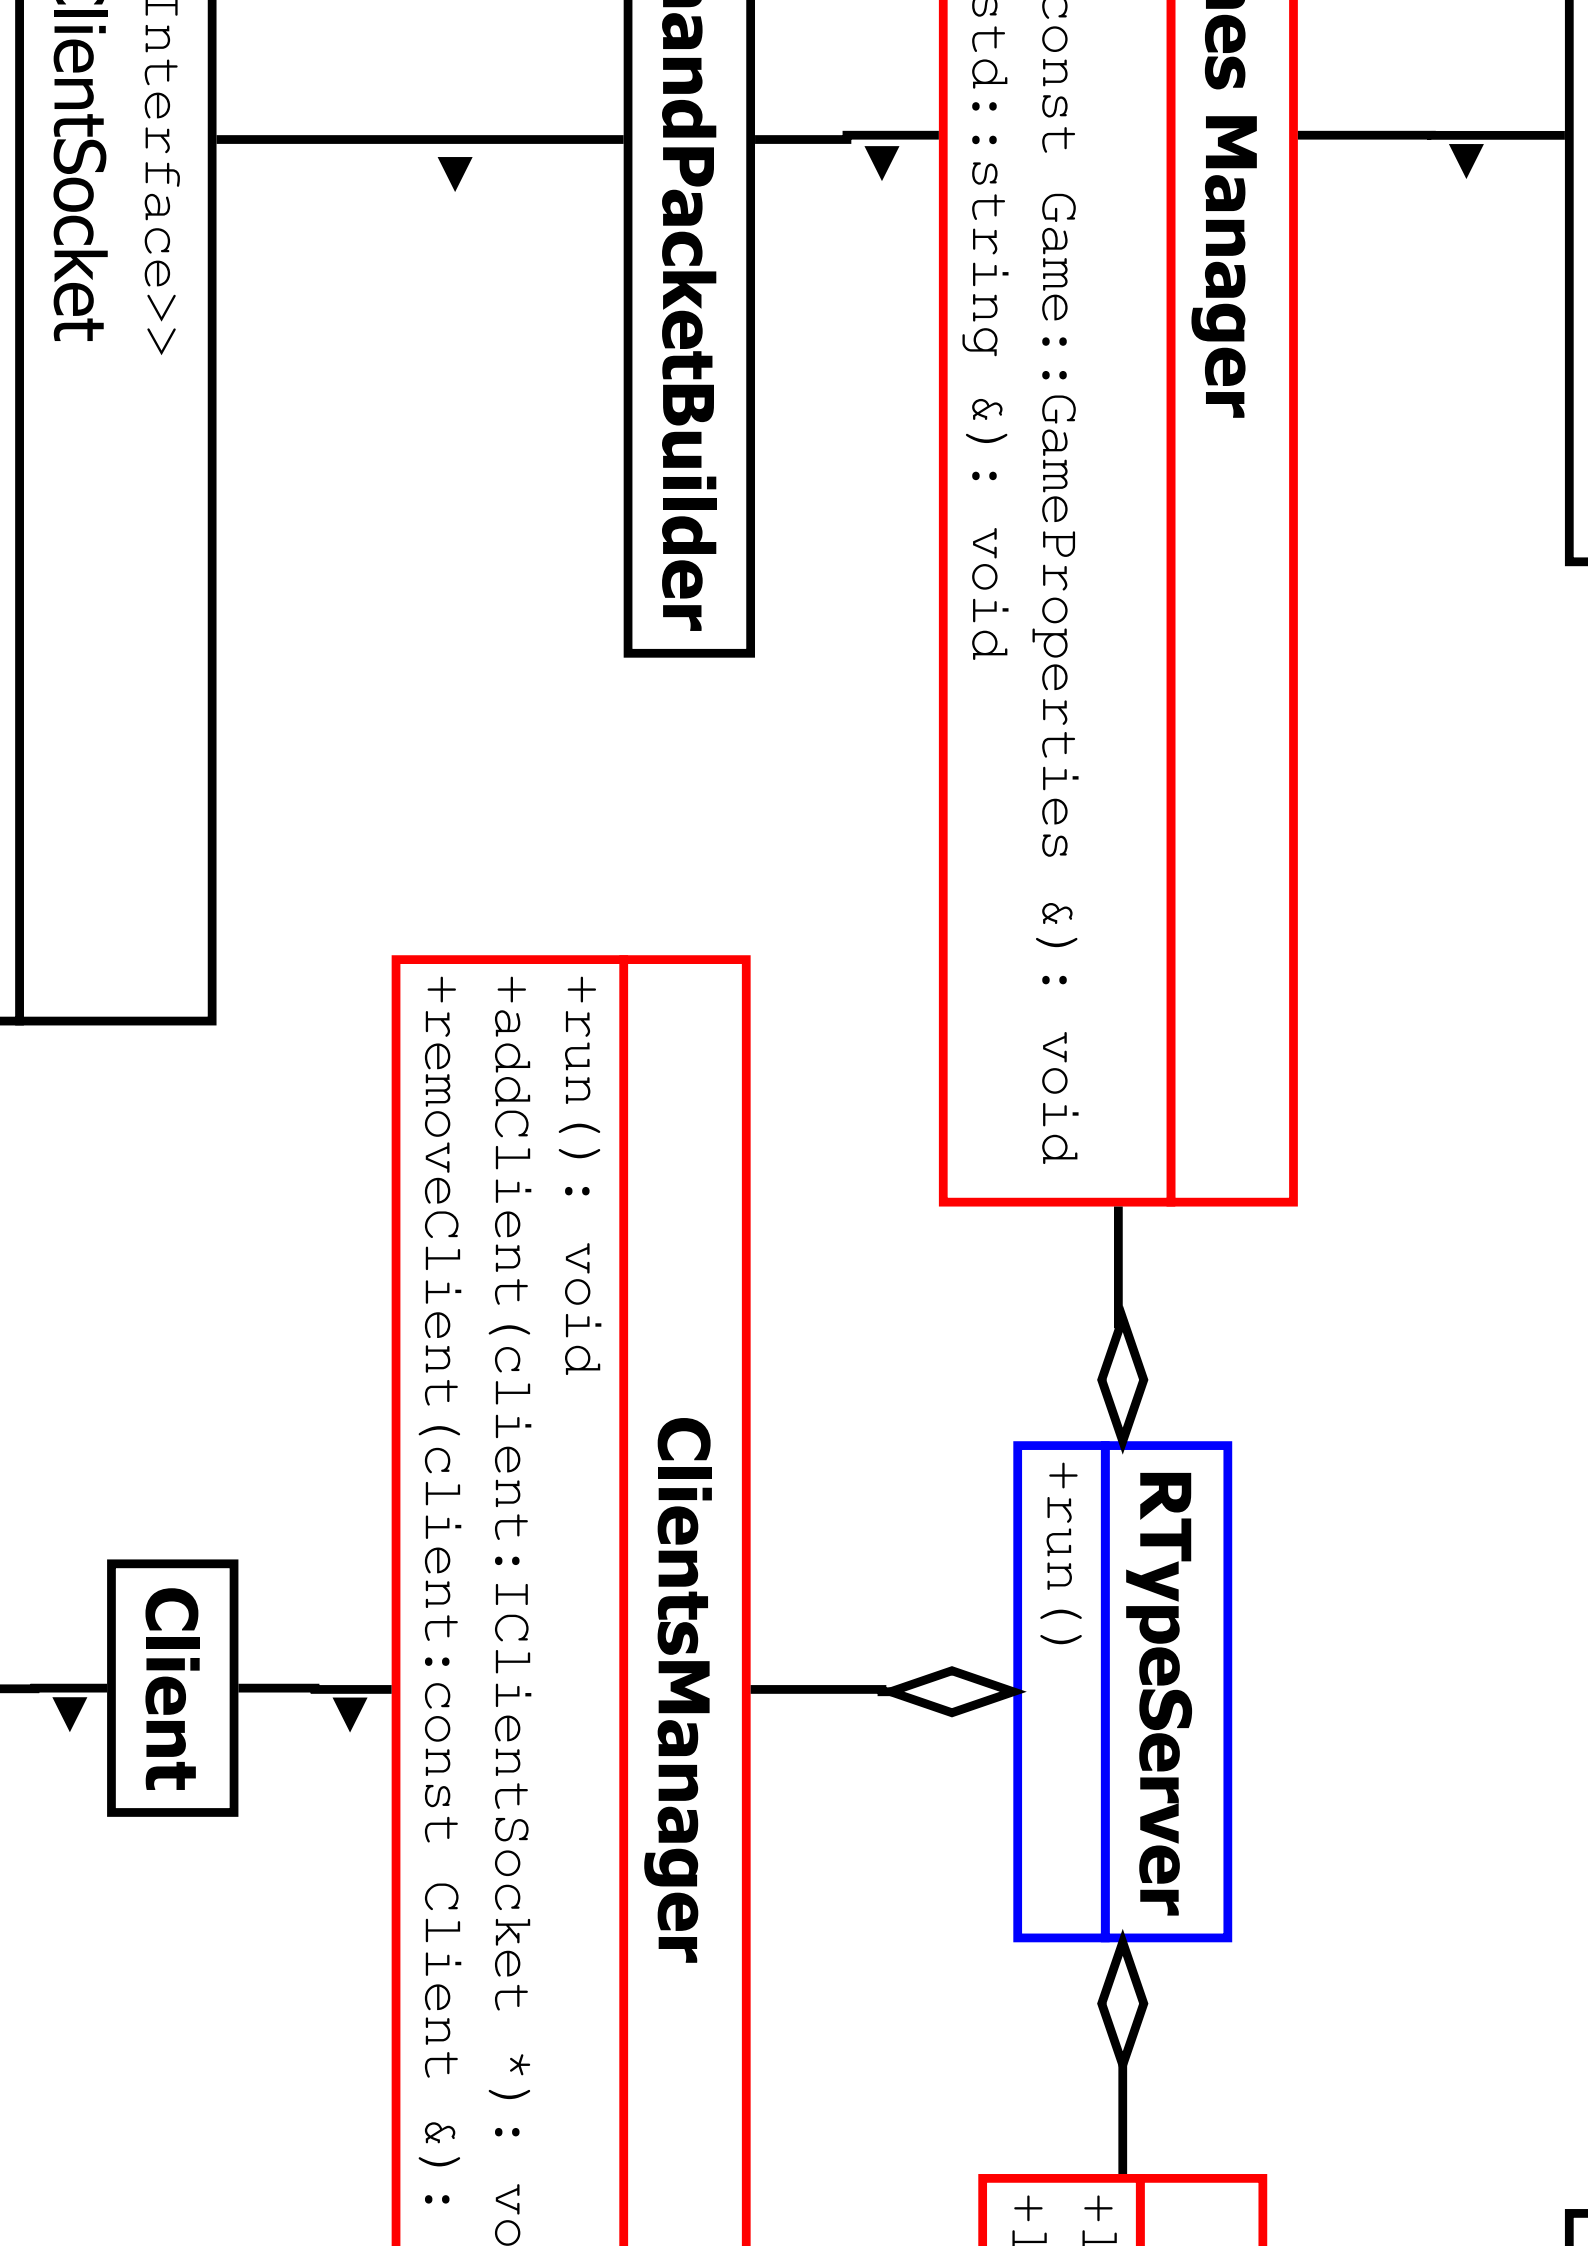 nes Manager
const Game::GameProperties &): void
std::string &): void
RTypeServer
+run()
+l
+l
andPacketBuilder
ClientsManager
+run(): void
+addClient(client:IClientSocket *): vo
+removeClient(client:const Client &):
Interface>>
ClientSocket
Client